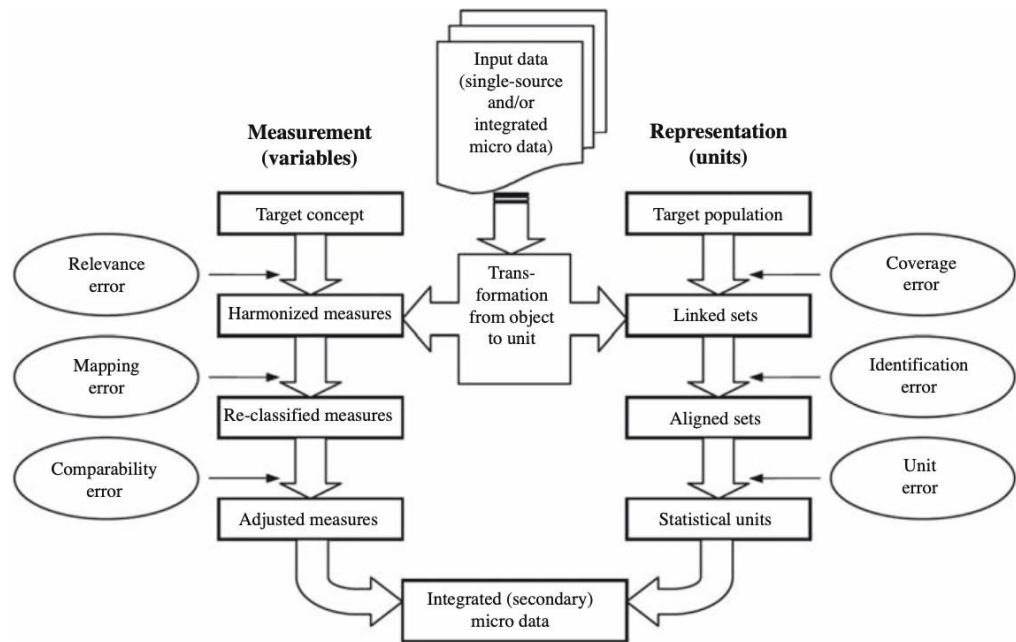 Input data
(single-source
and/or
integrated
micro data)
Measurement
(variables)
Representation
(units)
Target concept
Target population
Relevance
error
Trans-
formation
from object
to unit
Coverage
error
Harmonized measures
Linked sets
Mapping
error
Identification
error
Re-classified measures
Aligned sets
Comparability
error
Unit
error
Adjusted measures
Statistical units
Integrated (secondary)
micro data